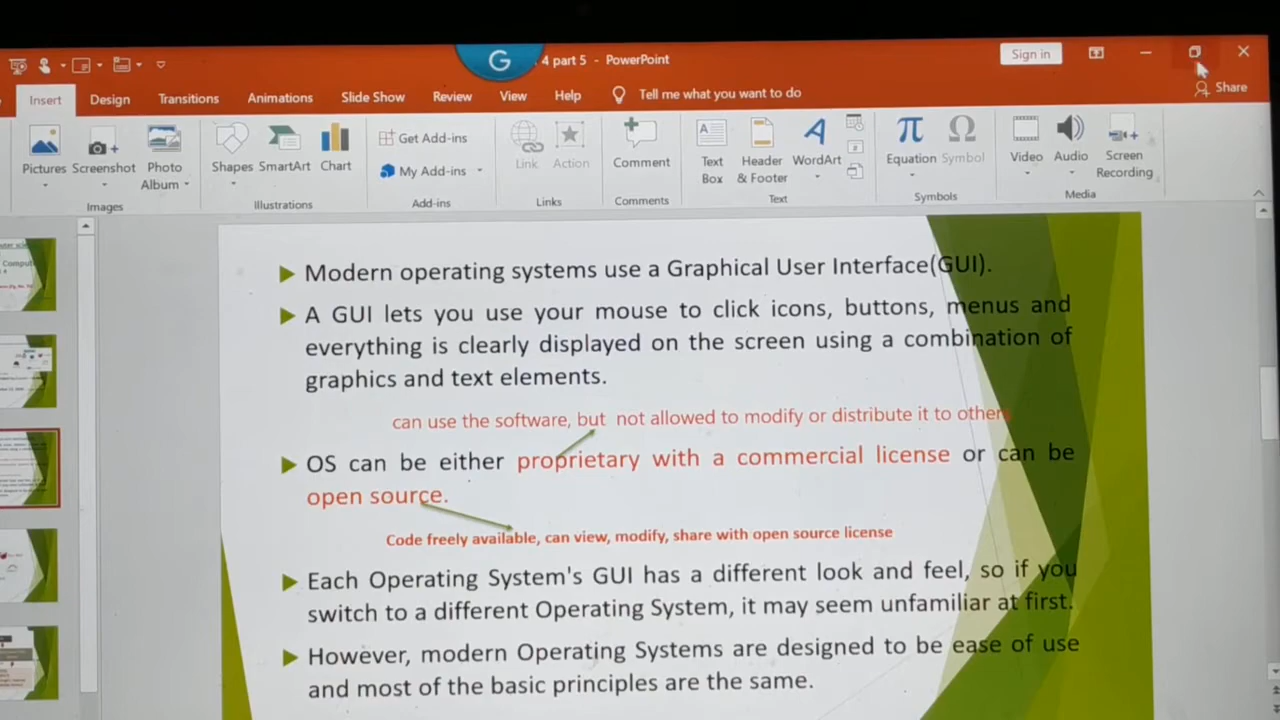 G
4 part 5 - PowerPoint
Sign in
Insert Design Transitions Animations Slide Show Review View Help Tell me what you want to do Share
Pictures Screenshot Photo Album Shapes SmartArt Chart Get Add-ins My Add-ins Link Action Comment Text Box Header & Footer WordArt Equation Symbol Video Audio Screen Recording
Images Illustrations Add-ins Links Comments Text Symbols Media
Modern operating systems use a Graphical User Interface(GUI).
A GUI lets you use your mouse to click icons, buttons, menus and
everything is clearly displayed on the screen using a combination of
graphics and text elements.
can use the software, but not allowed to modify or distribute it to others
OS can be either proprietary with a commercial license or can be
open source.
Code freely available, can view, modify, share with open source license
Each Operating System's GUI has a different look and feel, so if you
switch to a different Operating System, it may seem unfamiliar at first.
However, modern Operating Systems are designed to be ease of use
and most of the basic principles are the same.